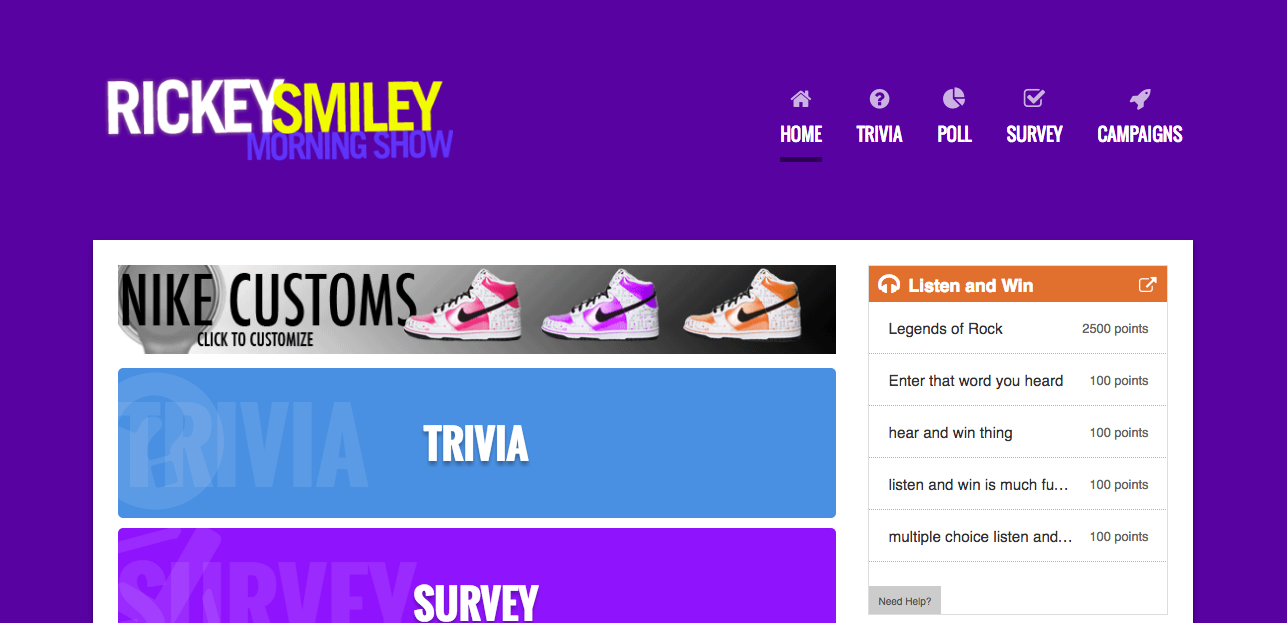 RICKEYSMILEY
MORNING SHOW
HOME
TRIVIA
POLL
SURVEY
CAMPAIGNS
NIKE CUSTOMS
CLICK TO CUSTOMIZE
TRIVIA
TRIVIA
SURVEY
SURVEY
Listen and Win
Legends of Rock 2500 points
Enter that word you heard 100 points
hear and win thing 100 points
listen and win is much fu... 100 points
multiple choice listen and... 100 points
Need Help?